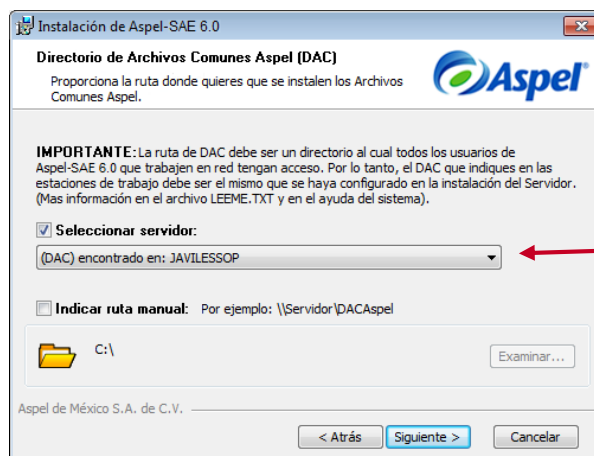 Instalación de Aspel-SAE 6.0
Directorio de Archivos Comunes Aspel (DAC)
Proporciona la ruta donde quieres que se instalen los Archivos
Comunes Aspel.
Aspel
IMPORTANTE: La ruta de DAC debe ser un directorio al cual todos los usuarios de
Aspel-SAE 6.0 que trabajen en red tengan acceso. Por lo tanto, el DAC que indiques en las
estaciones de trabajo debe ser el mismo que se haya configurado en la instalación del Servidor.
(Mas información en el archivo LEEME.TXT y en el ayuda del sistema).
Seleccionar servidor:
(DAC) encontrado en: JAVILESSOP
Indicar ruta manual: Por ejemplo: \\Servidor\DACAspel
C:\
Examinar...
Aspel de México S.A. de C.V.
< Atrás Siguiente > Cancelar